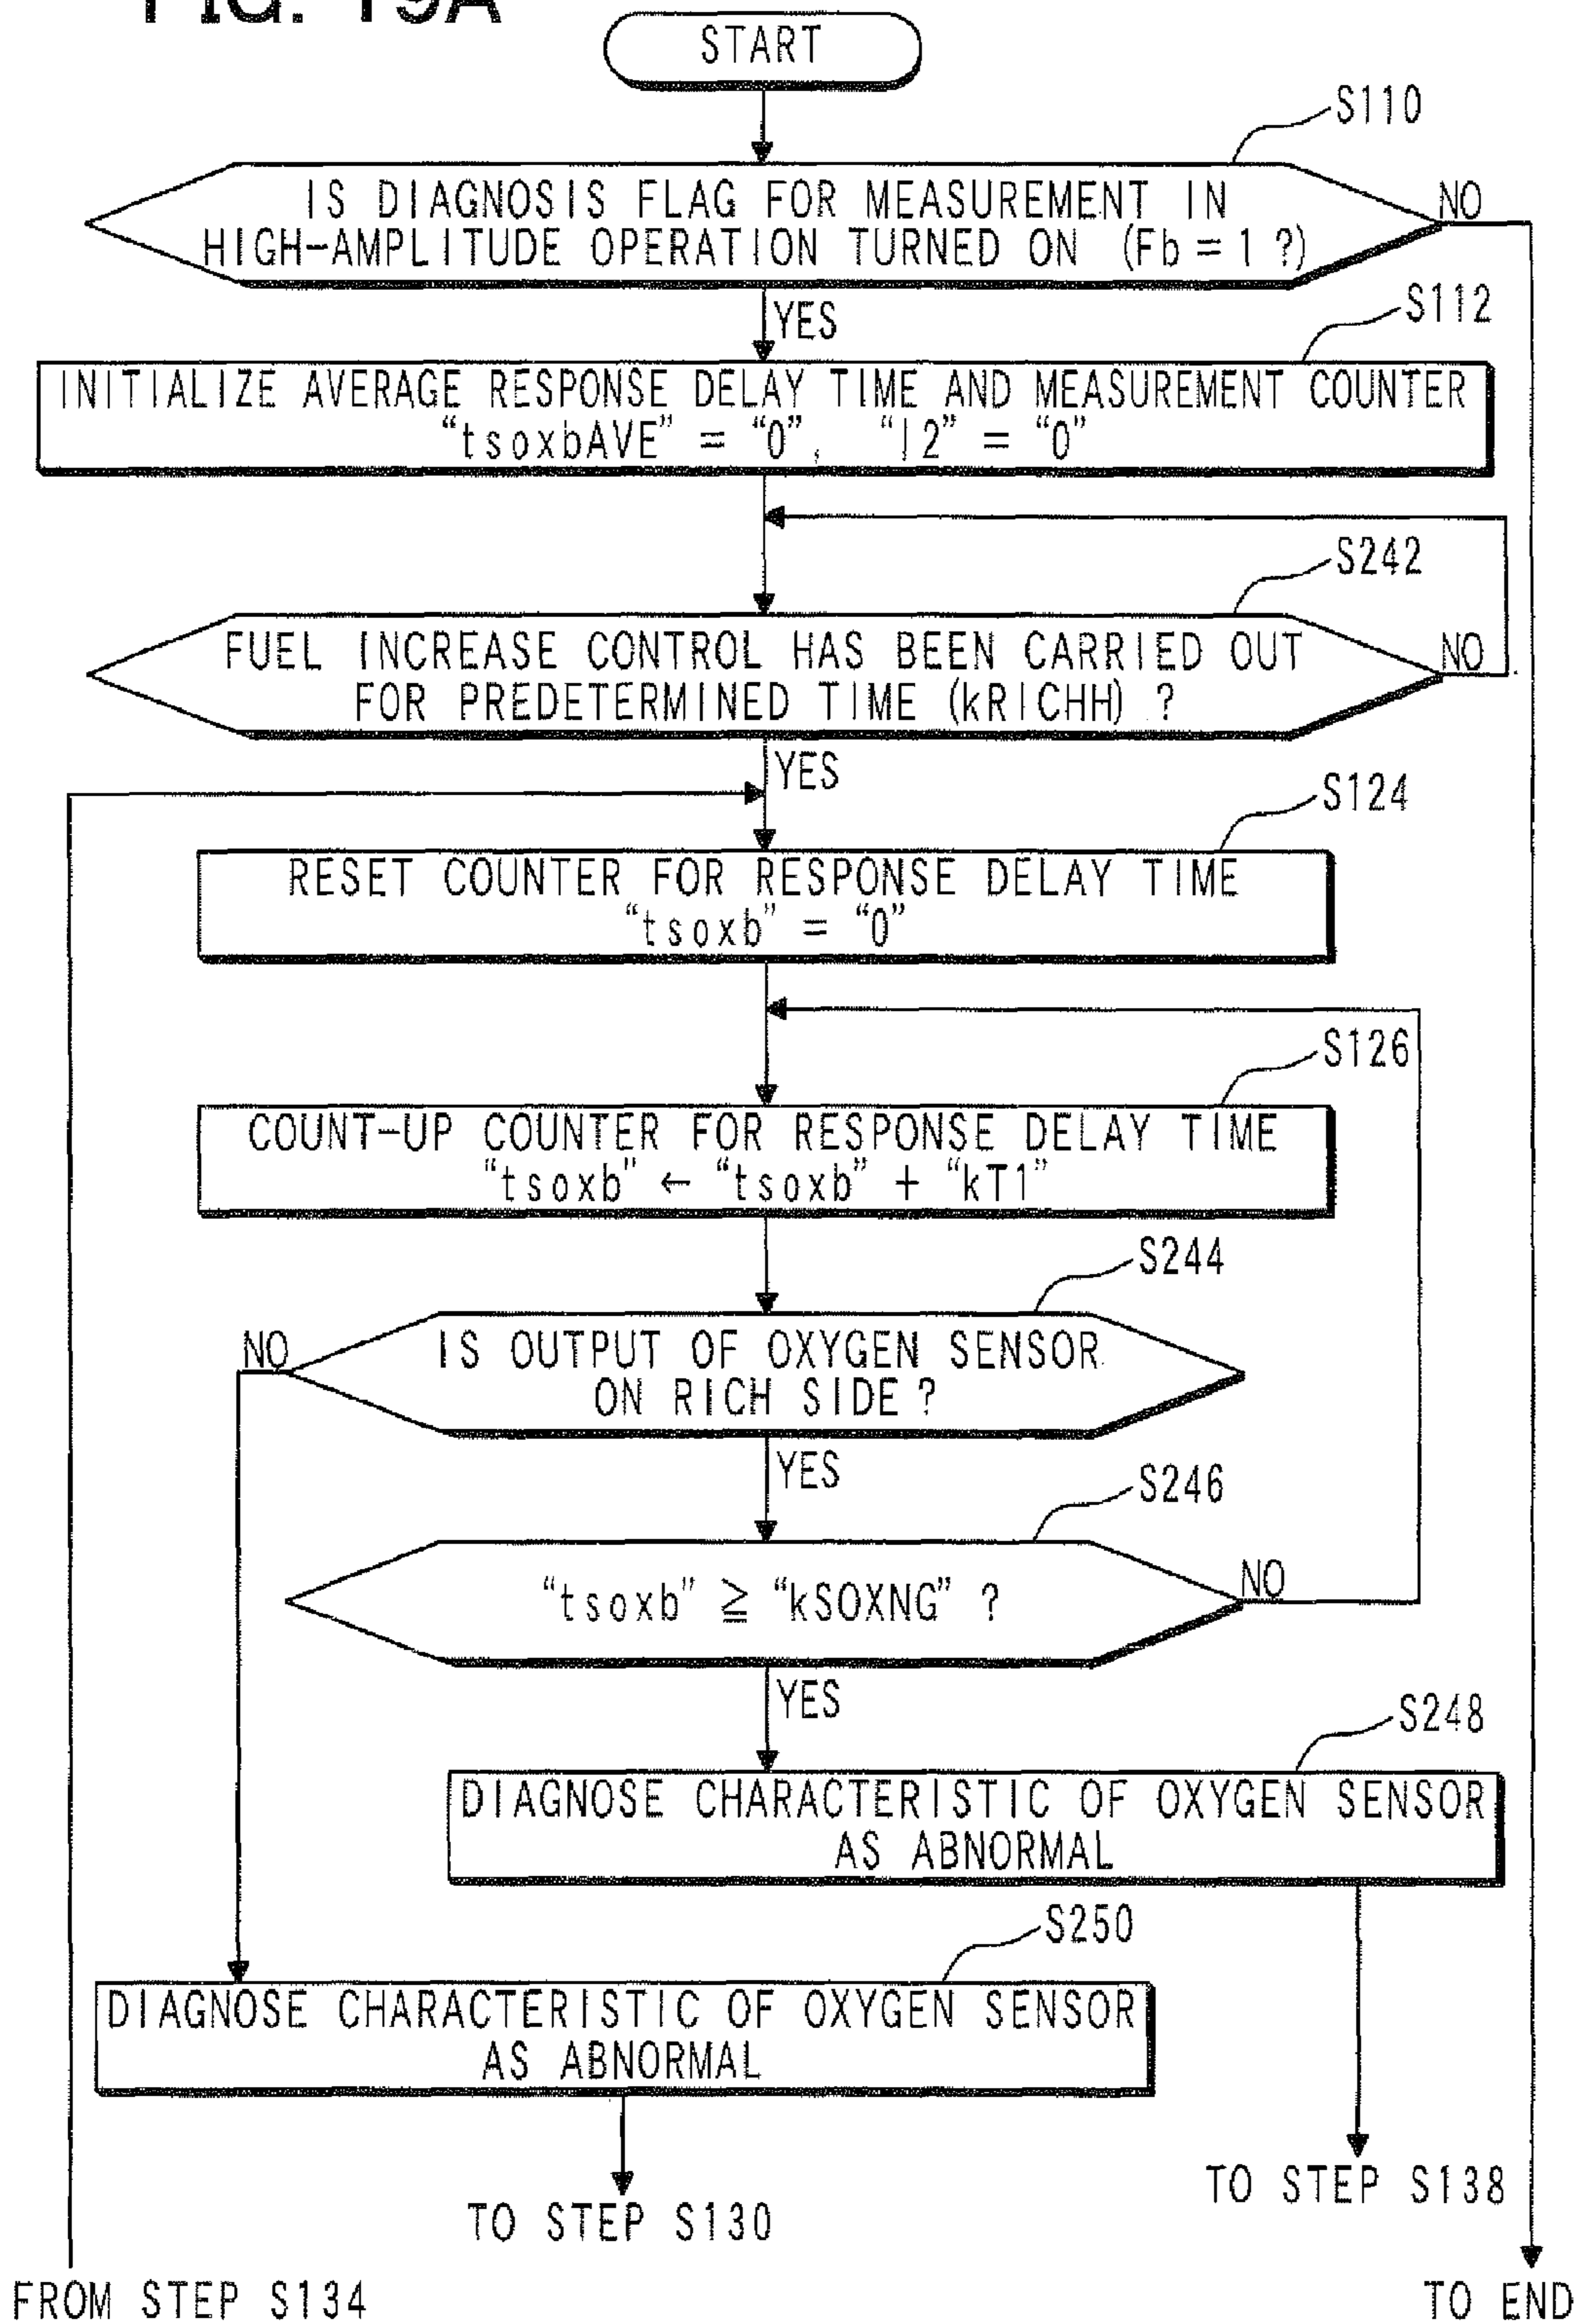 FIG. 19A
START
S110
IS DIAGNOSIS FLAG FOR MEASUREMENT IN
HIGH-AMPLITUDE OPERATION TURNED ON (Fb = 1 ?)
NO
YES
S112
INITIALIZE AVERAGE RESPONSE DELAY TIME AND MEASUREMENT COUNTER
“tsoxbAVE” = “0”, “I2” = “0”
S242
FUEL INCREASE CONTROL HAS BEEN CARRIED OUT
FOR PREDETERMINED TIME (kRICHH) ?
NO
YES
S124
RESET COUNTER FOR RESPONSE DELAY TIME
“tsoxb” = “0”
S126
COUNT-UP COUNTER FOR RESPONSE DELAY TIME
“tsoxb” ← “tsoxb” + “kT1”
S244
NO
IS OUTPUT OF OXYGEN SENSOR
ON RICH SIDE ?
YES
S246
“tsoxb” ≧ “kSOXNG” ?
NO
YES
S248
DIAGNOSE CHARACTERISTIC OF OXYGEN SENSOR
AS ABNORMAL
S250
DIAGNOSE CHARACTERISTIC OF OXYGEN SENSOR
AS ABNORMAL
TO STEP S138
TO STEP S130
FROM STEP S134
TO END